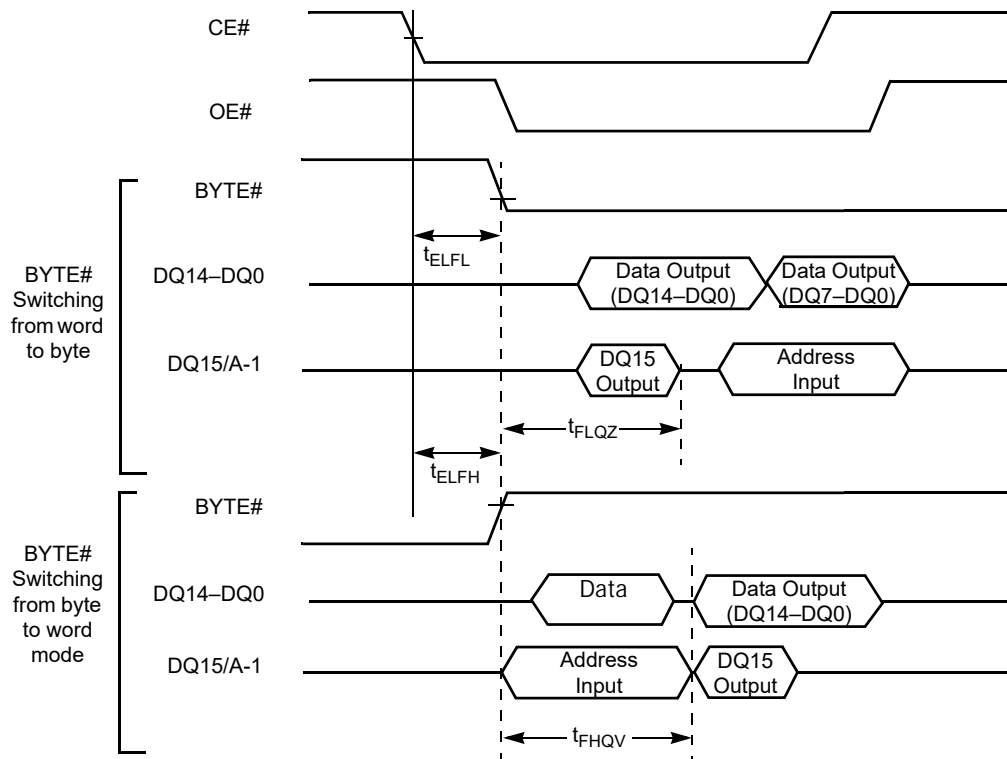 CE#
OE#
BYTE#
tELFL
BYTE#
Switching
from word
to byte
DQ14–DQ0
Data Output
(DQ14–DQ0)
Data Output
(DQ7–DQ0)
DQ15/A-1
DQ15
Output
Address
Input
tFLQZ
tELFH
BYTE#
BYTE#
Switching
from byte
to word
mode
DQ14–DQ0
Data
Data Output
(DQ14–DQ0)
DQ15/A-1
Address
Input
DQ15
Output
tFHQV